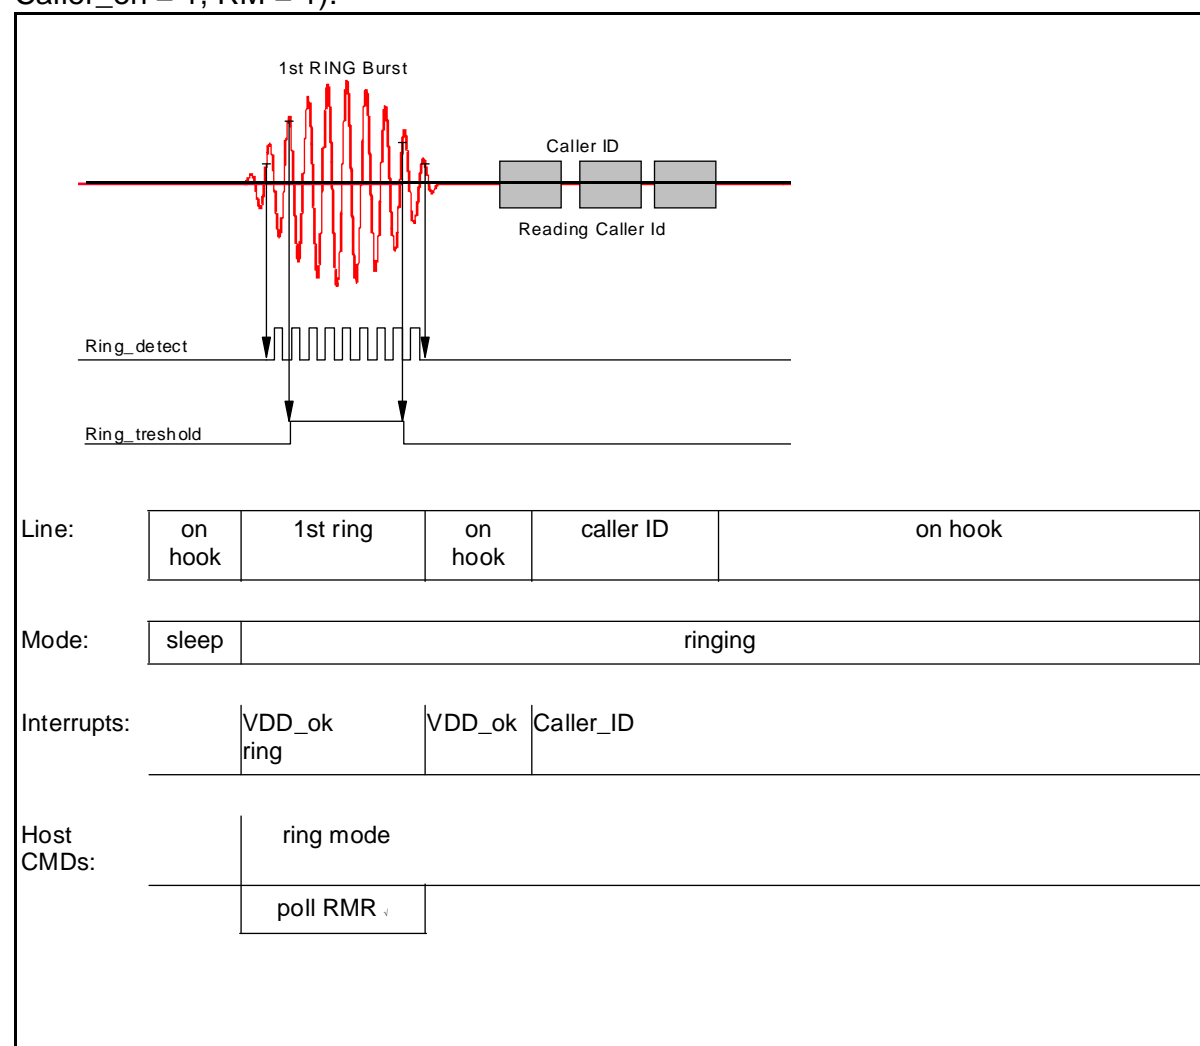 Caller_en = 1, RM = 1).
1st RING Burst
Caller ID
Reading Caller Id
Ring_detect
Ring_treshold
Line:
on hook
1st ring
on hook
caller ID
on hook
Mode:
sleep
ringing
Interrupts:
VDD_ok
ring
VDD_ok
Caller_ID
Host
CMDs:
ring mode
poll RMR √